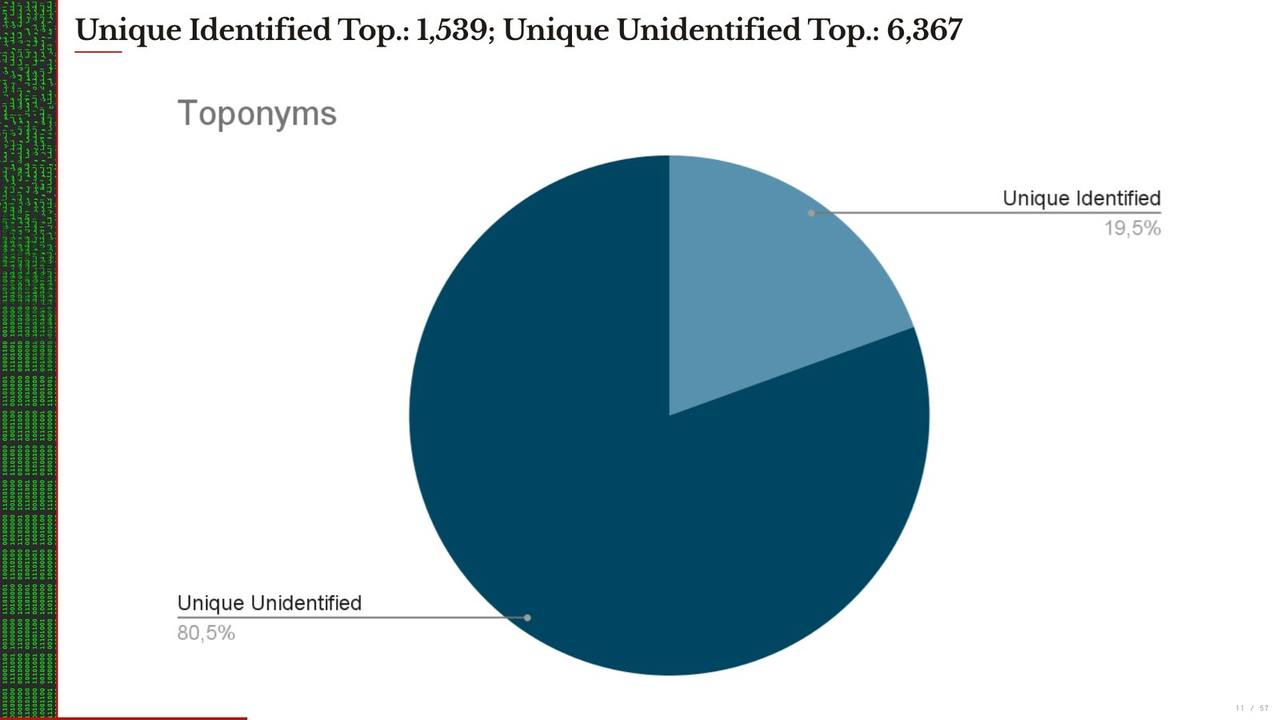 Unique Identified Top.: 1,539; Unique Unidentified Top.: 6,367
Toponyms
Unique Identified
19,5%
Unique Unidentified
80,5%
11 / 57